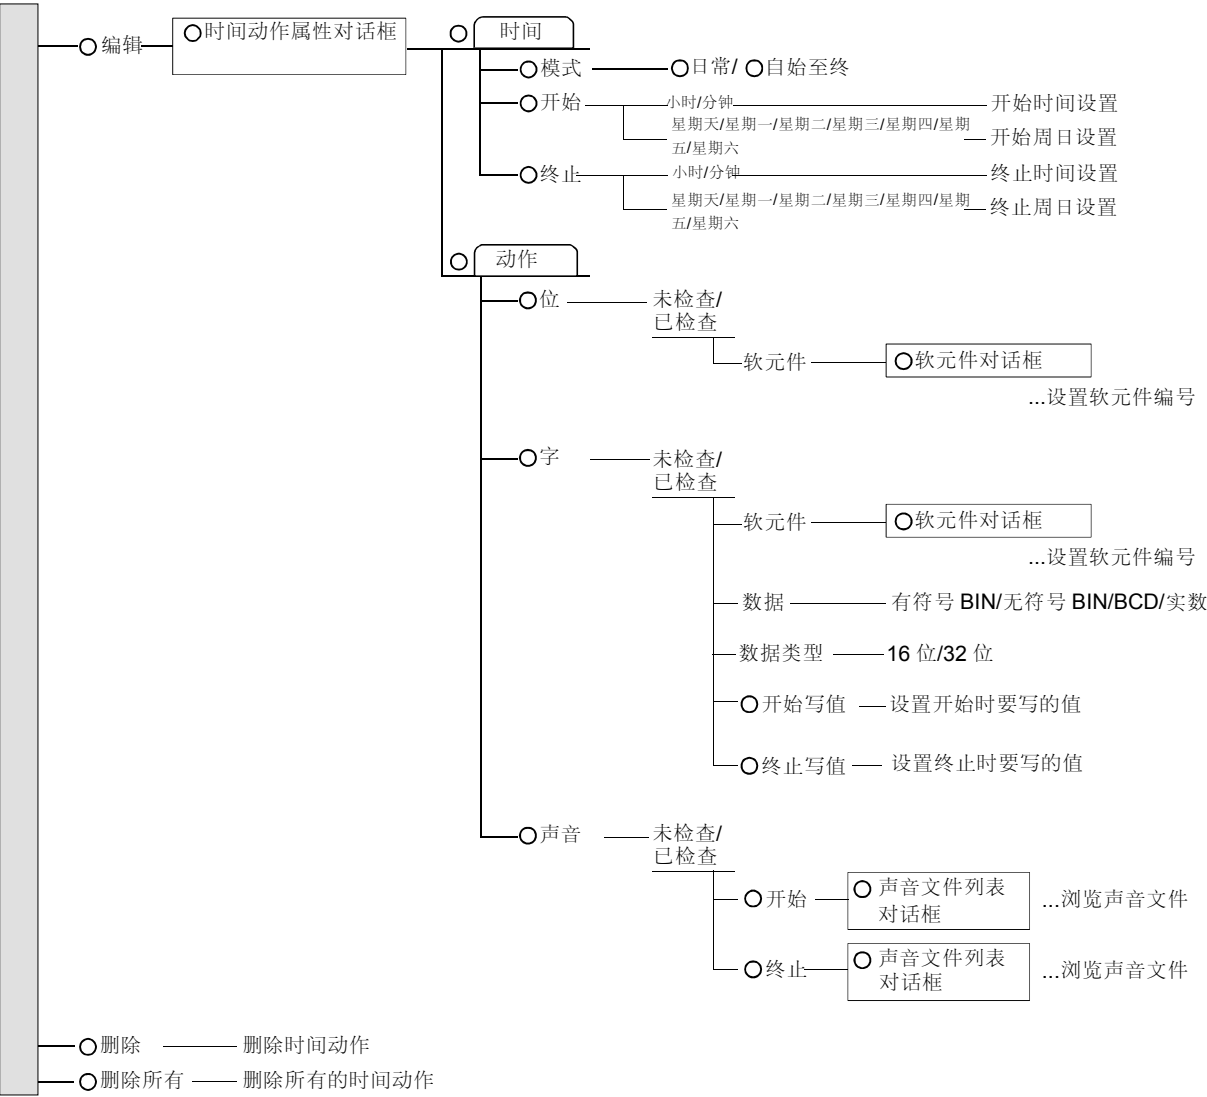 编辑
时间动作属性对话框
时间
模式
日常/ 自始至终
开始
小时/分钟
开始时间设置
星期天/星期一/星期二/星期三/星期四/星期
五/星期六
开始周日设置
终止
小时/分钟
终止时间设置
星期天/星期一/星期二/星期三/星期四/星期
五/星期六
终止周日设置
动作
位
未检查/
已检查
软元件
软元件对话框
...设置软元件编号
字
未检查/
已检查
软元件
软元件对话框
...设置软元件编号
数据
有符号 BIN/无符号 BIN/BCD/实数
数据类型
16 位/32 位
开始写值
设置开始时要写的值
终止写值
设置终止时要写的值
声音
未检查/
已检查
开始
声音文件列表
对话框
...浏览声音文件
终止
声音文件列表
对话框
...浏览声音文件
删除
删除时间动作
删除所有
删除所有的时间动作